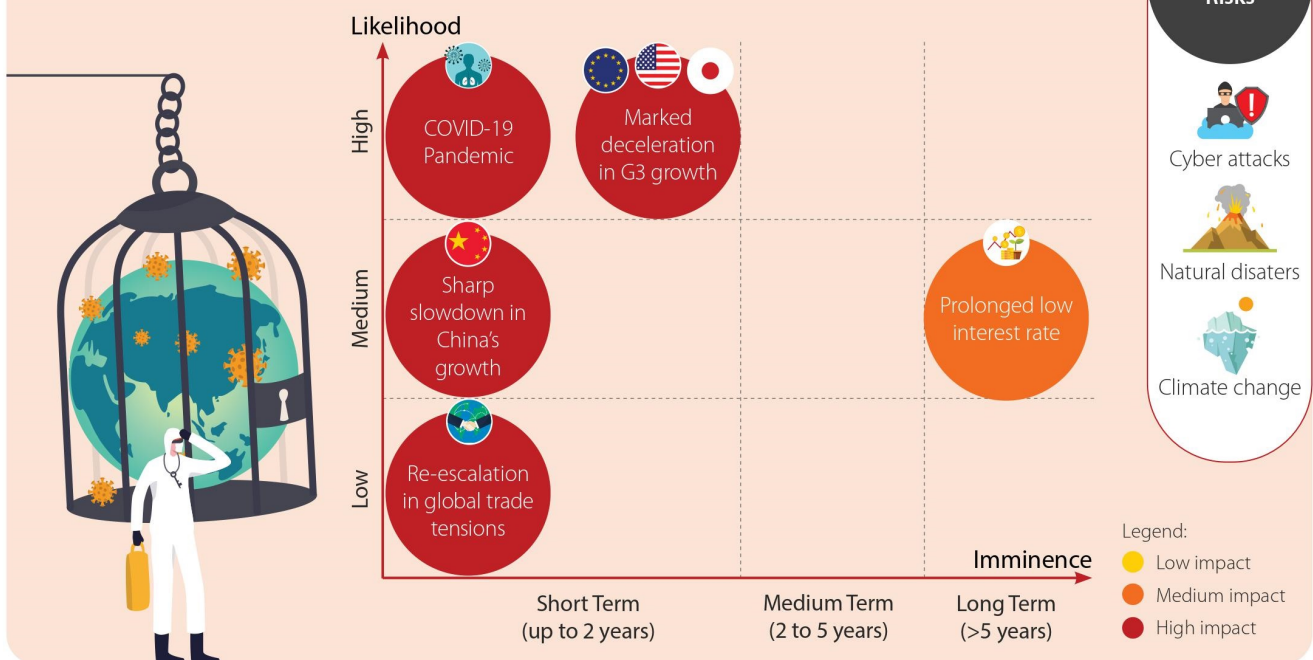 Risks
Likelihood
High
COVID-19
Pandemic
Marked
deceleration
in G3 growth
Medium
Sharp
slowdown in
China's
growth
Prolonged low
interest rate
Low
Re-escalation
in global trade
tensions
Imminence
Short Term
(up to 2 years)
Medium Term
(2 to 5 years)
Long Term
(>5 years)
Cyber attacks
Natural disaters
Climate change
Legend:
Low impact
Medium impact
High impact